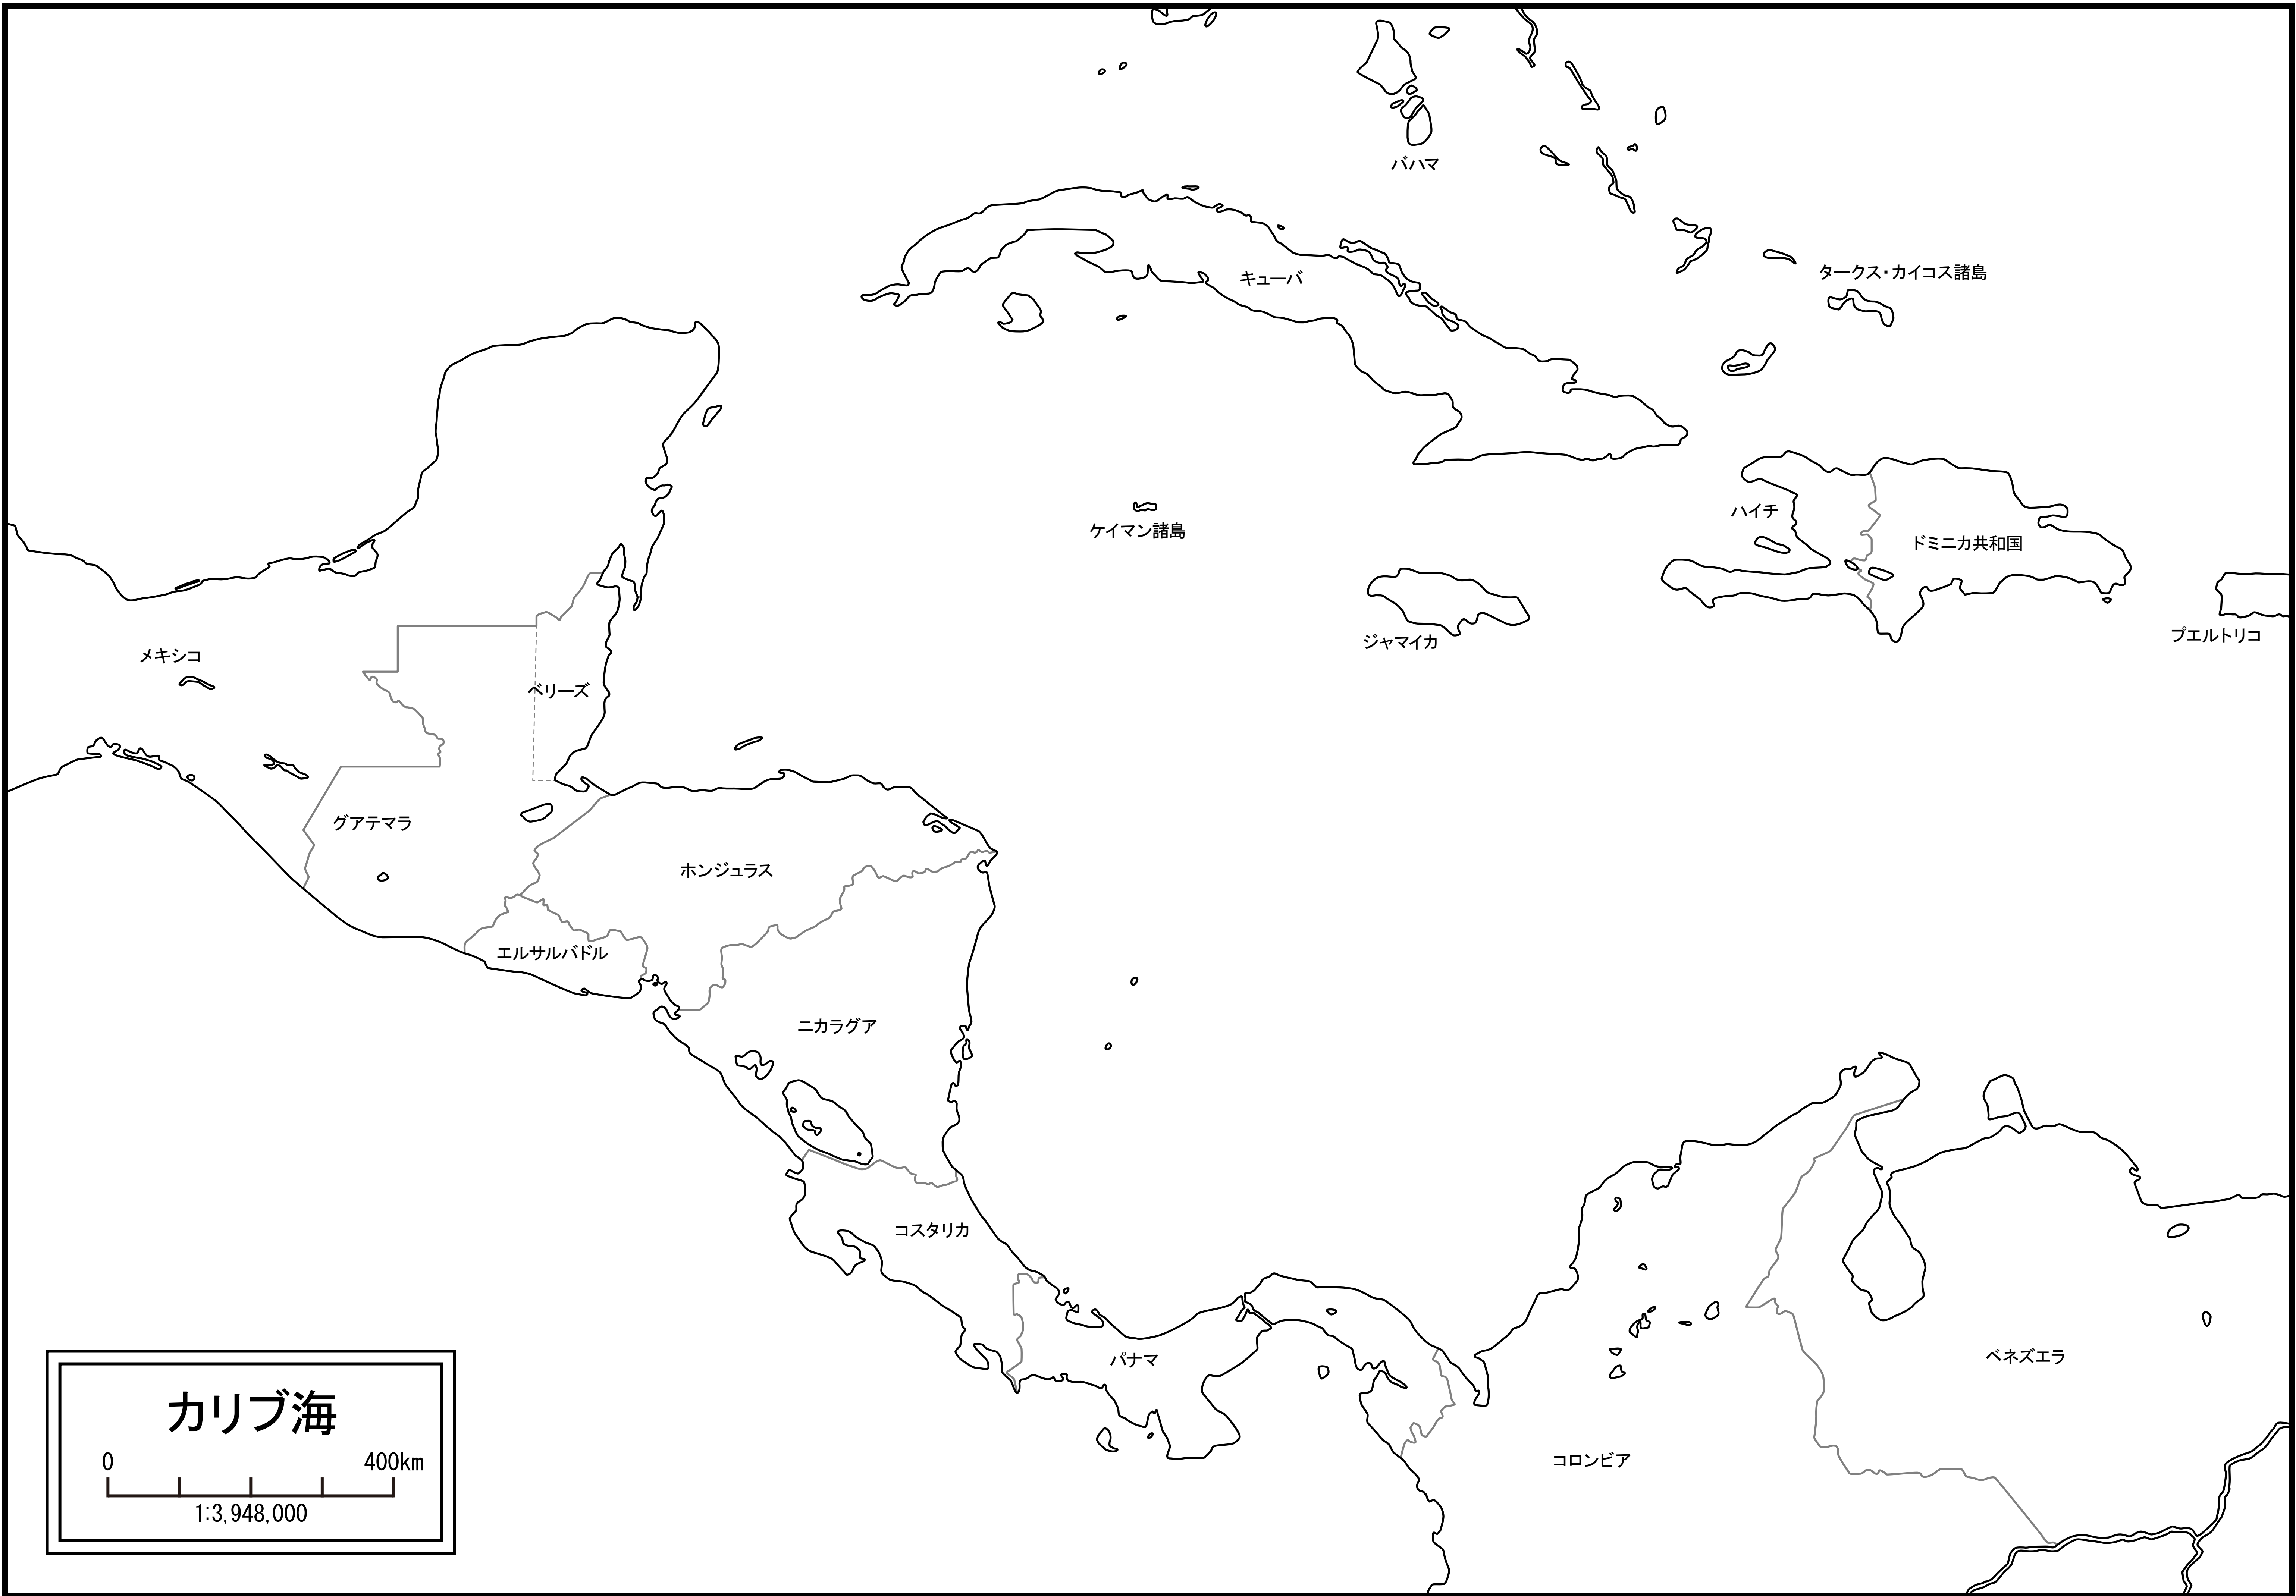 バハマ
キューバ
タークス・カイコス諸島
ハイチ
ケイマン諸島
ドミニカ共和国
ジャマイカ
プエルトリコ
メキシコ
ベリーズ
グアテマラ
ホンジュラス
エルサルバドル
ニカラグア
コスタリカ
パナマ
ベネズエラ
コロンビア
カリブ海
0 400km
1:3,948,000